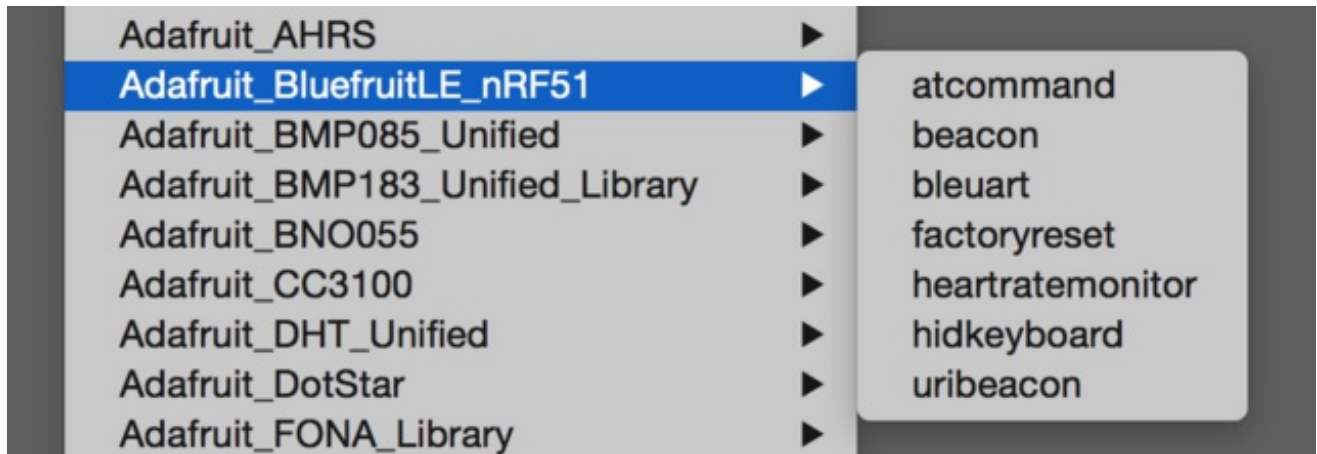 Adafruit_AHRS
Adafruit_BluefruitLE_nRF51
Adafruit_BMP085_Unified
Adafruit_BMP183_Unified_Library
Adafruit_BNO055
Adafruit_CC3100
Adafruit_DHT_Unified
Adafruit_DotStar
Adafruit_FONA_Library
atcommand
beacon
bleuart
factoryreset
heartratemonitor
hidkeyboard
uribeacon